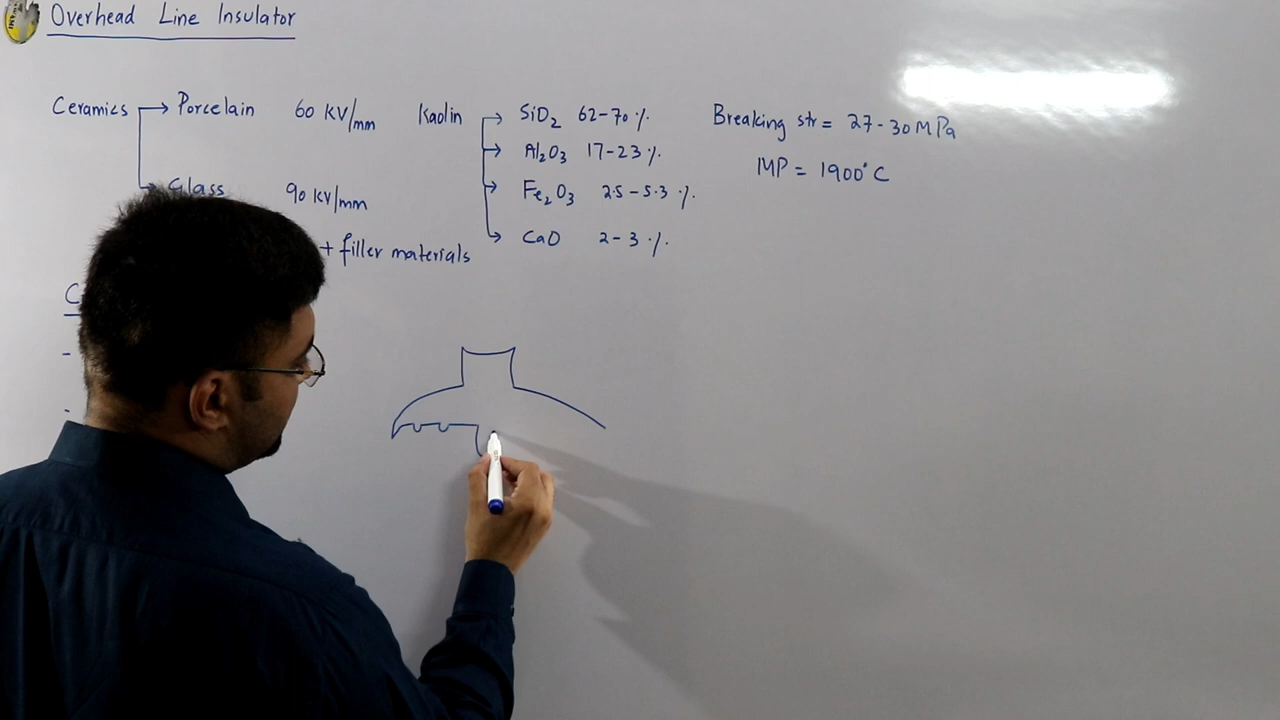 Overhead Line Insulator
Ceramics → Porcelain 60 KV/mm Kaolin → SiO₂ 62-70 %. Breaking str = 27-30 MPa
→ Al₂O₃ 17-23 %. MP = 1900°C
→ Glass 90 KV/mm → Fe₂O₃ 2.5-5.3 %.
+ filler materials → CaO 2-3 %.
C
-
-